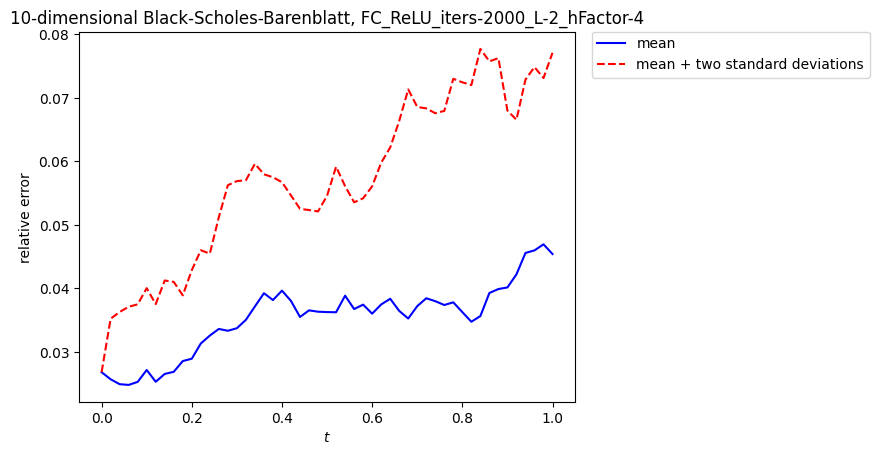 10-dimensional Black-Scholes-Barenblatt, FC_ReLU_iters-2000_L-2_hFactor-4
mean
mean + two standard deviations
relative error
0.08
0.07
0.06
0.05
0.04
0.03
0.0 0.2 0.4 0.6 0.8 1.0
t